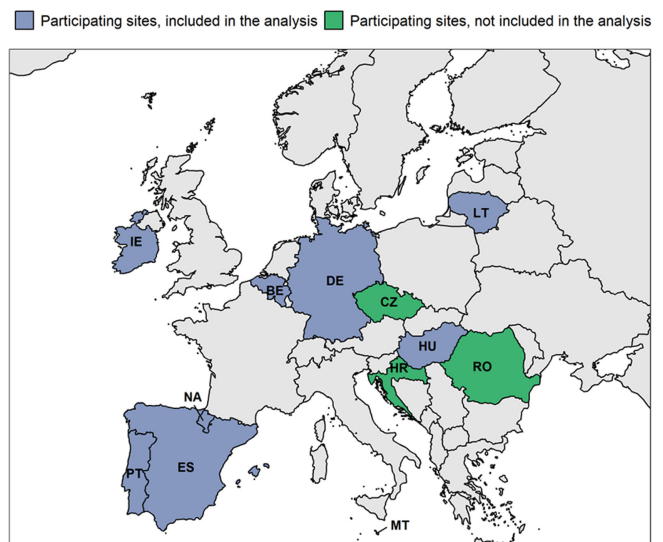 Participating sites, included in the analysis
Participating sites, not included in the analysis
LT
IE
DE
BE
CZ
HU
HR
RO
NA
PT
ES
MT